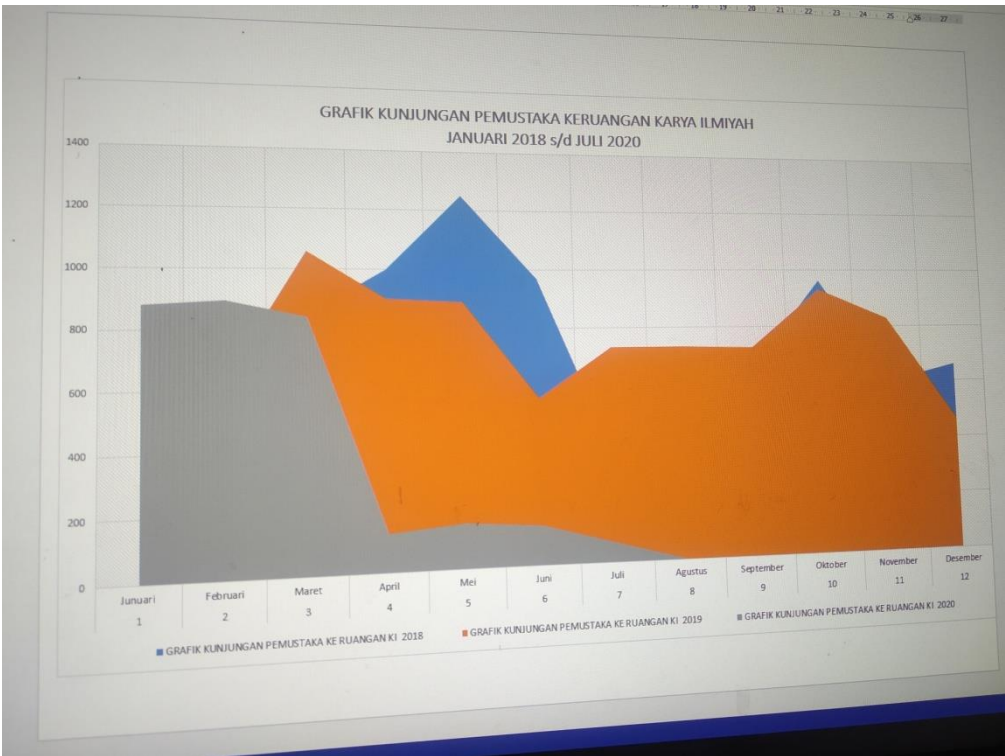 17 18 19 20 21 22 23 24 25 26 27
GRAFIK KUNJUNGAN PEMUSTAKA KERUANGAN KARYA ILMIYAH
JANUARI 2018 s/d JULI 2020
1400
1200
1000
800
600
400
200
0
Junuari Februari Maret April Mei Juni Juli Agustus September Oktober November Desember
1 2 3 4 5 6 7 8 9 10 11 12
GRAFIK KUNJUNGAN PEMUSTAKA KE RUANGAN KI 2018 GRAFIK KUNJUNGAN PEMUSTAKA KE RUANGAN KI 2019 GRAFIK KUNJUNGAN PEMUSTAKA KE RUANGAN KI 2020